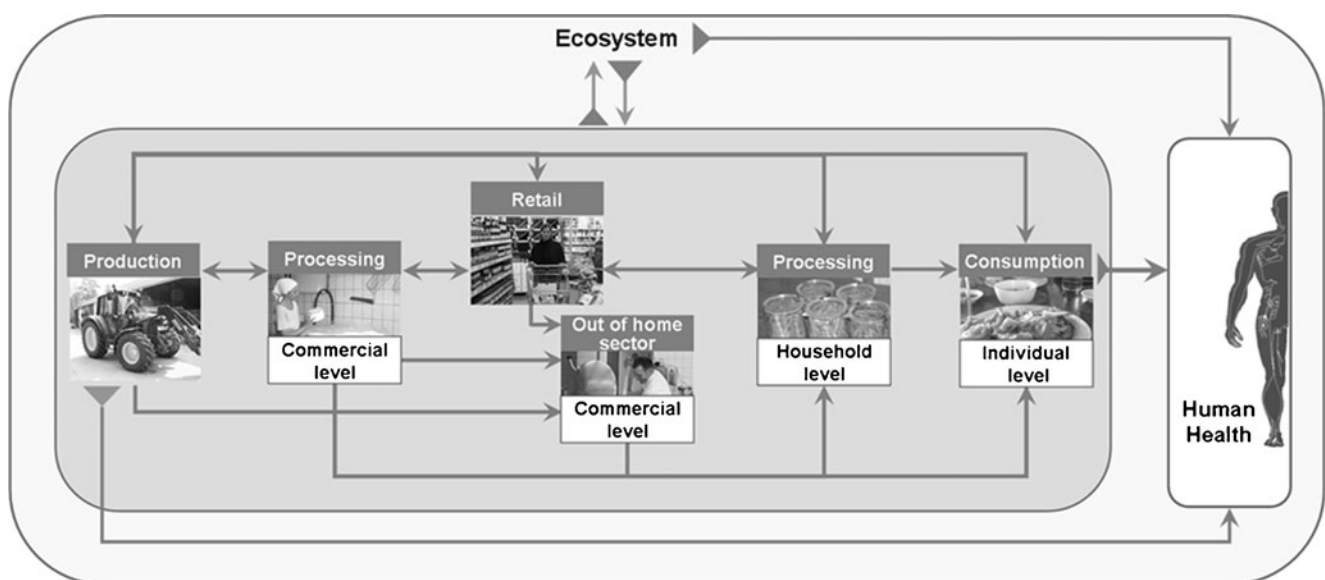 Ecosystem
Retail
Production
Processing
Processing
Consumption
Out of home
sector
Commercial
level
Household
level
Individual
level
Commercial
level
Human
Health